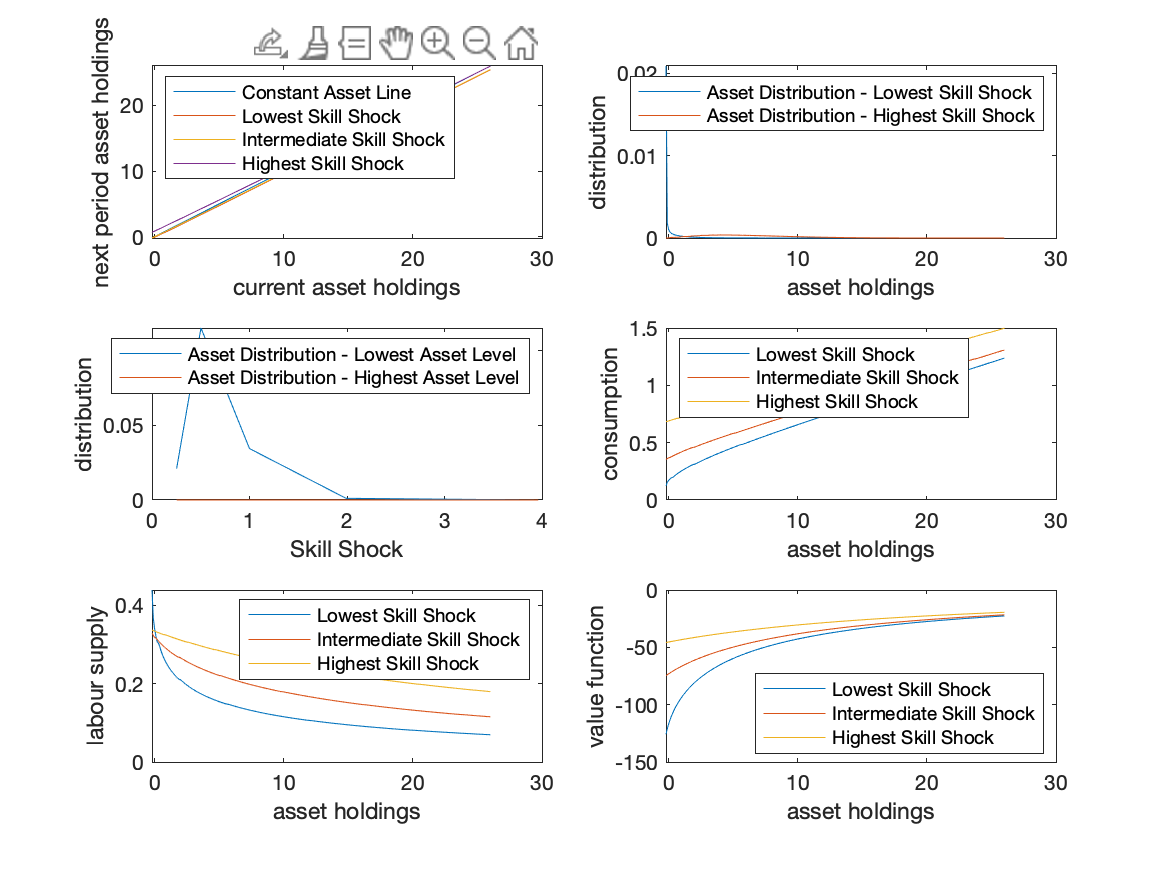 next period asset holdings
20
10
0
Constant Asset Line
Lowest Skill Shock
Intermediate Skill Shock
Highest Skill Shock
0
10
20
30
current asset holdings
distribution
0.02
0.01
0
Asset Distribution - Lowest Skill Shock
Asset Distribution - Highest Skill Shock
0
10
20
30
asset holdings
distribution
0.05
0
Asset Distribution - Lowest Asset Level
Asset Distribution - Highest Asset Level
0
1
2
3
4
Skill Shock
consumption
1.5
1
0.5
0
Lowest Skill Shock
Intermediate Skill Shock
Highest Skill Shock
0
10
20
30
asset holdings
labour supply
0.4
0.2
0
Lowest Skill Shock
Intermediate Skill Shock
Highest Skill Shock
0
10
20
30
asset holdings
value function
0
-50
-100
-150
Lowest Skill Shock
Intermediate Skill Shock
Highest Skill Shock
0
10
20
30
asset holdings